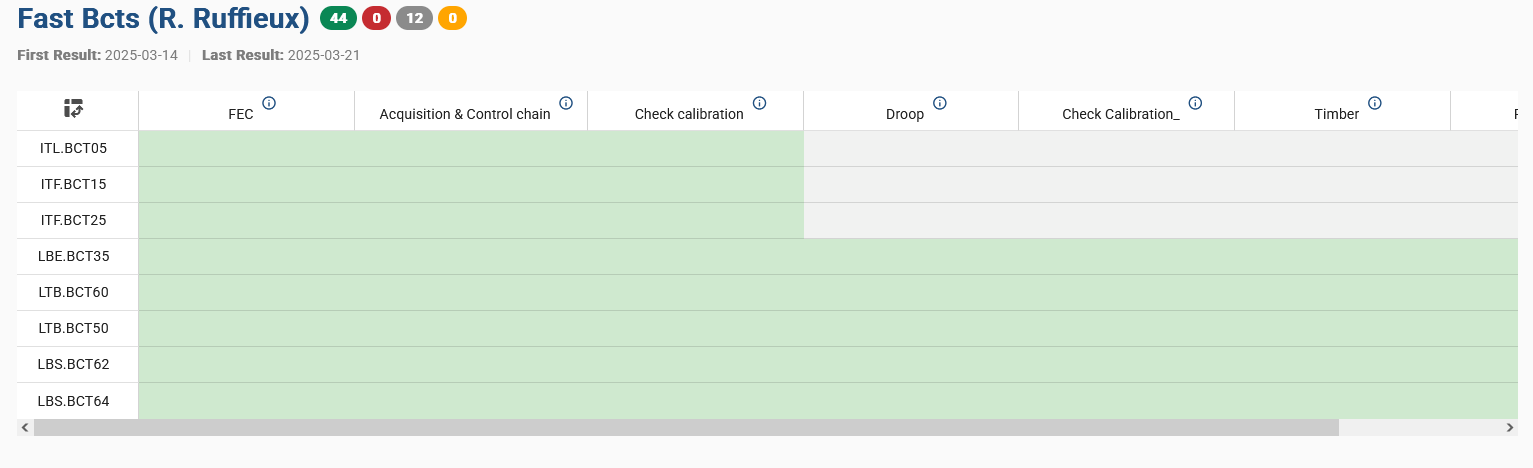 Fast Bcts (R. Ruffieux) 44 0 12 0
First Result: 2025-03-14 | Last Result: 2025-03-21
FEC Acquisition & Control chain Check calibration Droop Check Calibration_ Timber
ITL.BCT05
ITF.BCT15
ITF.BCT25
LBE.BCT35
LTB.BCT60
LTB.BCT50
LBS.BCT62
LBS.BCT64